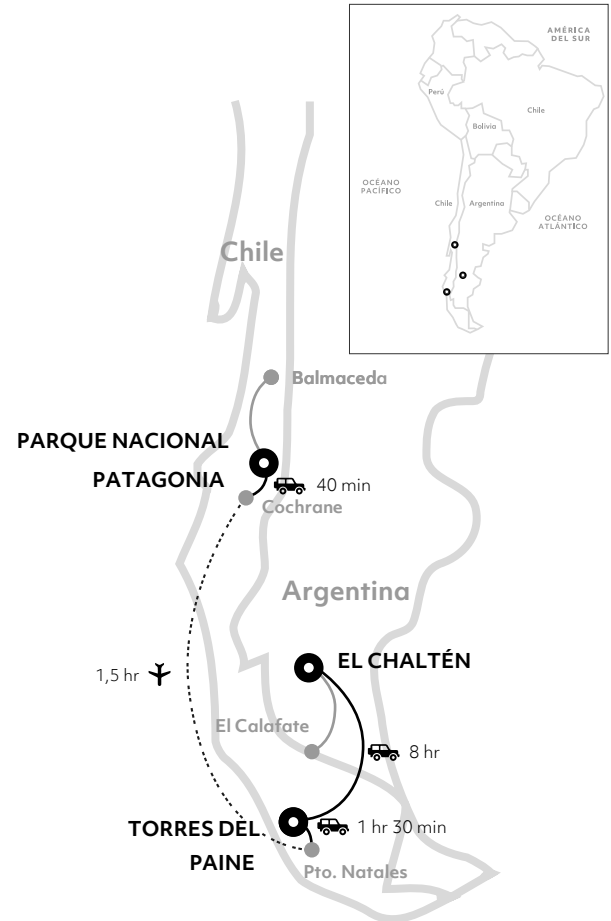 AMÉRICA
DEL SUR
Perú
Chile
Bolivia
OCÉANO
PACÍFICO
Chile
Argentina
OCÉANO
ATLÁNTICO
Chile
Balmaceda
PARQUE NACIONAL
PATAGONIA
40 min
Cochrane
Argentina
EL CHALTÉN
1,5 hr
El Calafate
8 hr
TORRES DEL
PAINE
1 hr 30 min
Pto. Natales